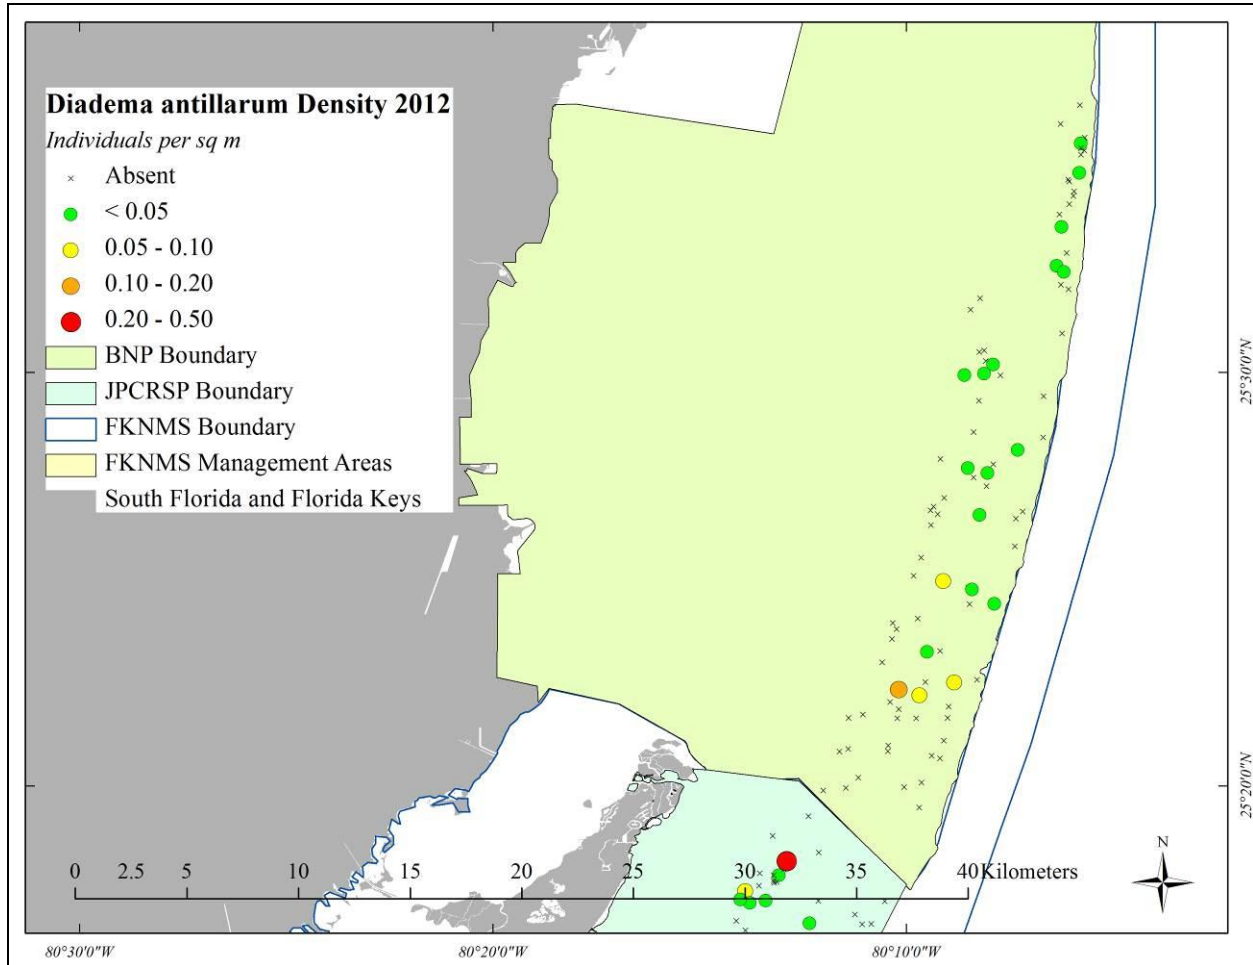 Diadema antillarum Density 2012
Individuals per sq m
Absent
< 0.05
0.05 - 0.10
0.10 - 0.20
0.20 - 0.50
BNP Boundary
JPCRSP Boundary
FKNMS Boundary
FKNMS Management Areas
South Florida and Florida Keys
25°30'0"N
25°20'0"N
0 2.5 5 10 15 20 25 30 35 40 Kilometers
N
80°30'0"W 80°20'0"W 80°10'0"W